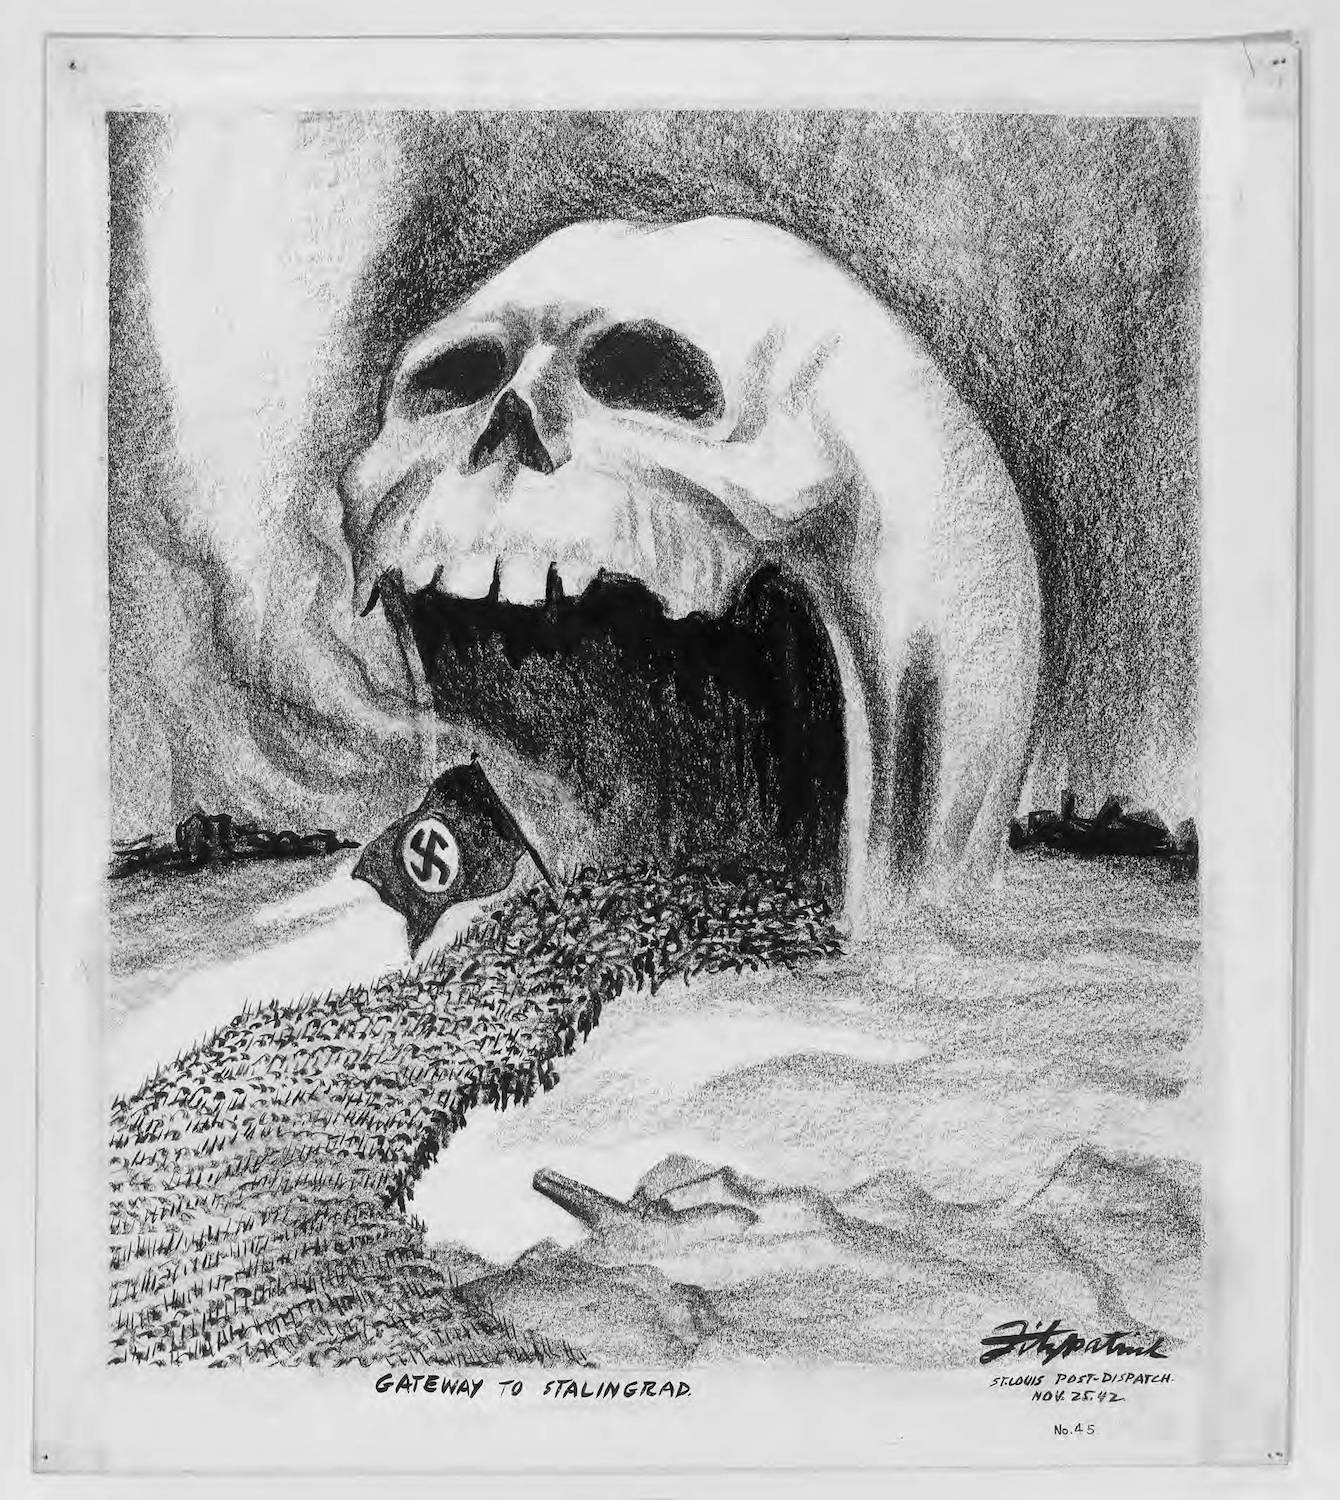 GATEWAY TO STALINGRAD.
Fitzpatrick
ST. LOUIS POST-DISPATCH.
NOV. 25. 42.
No. 45